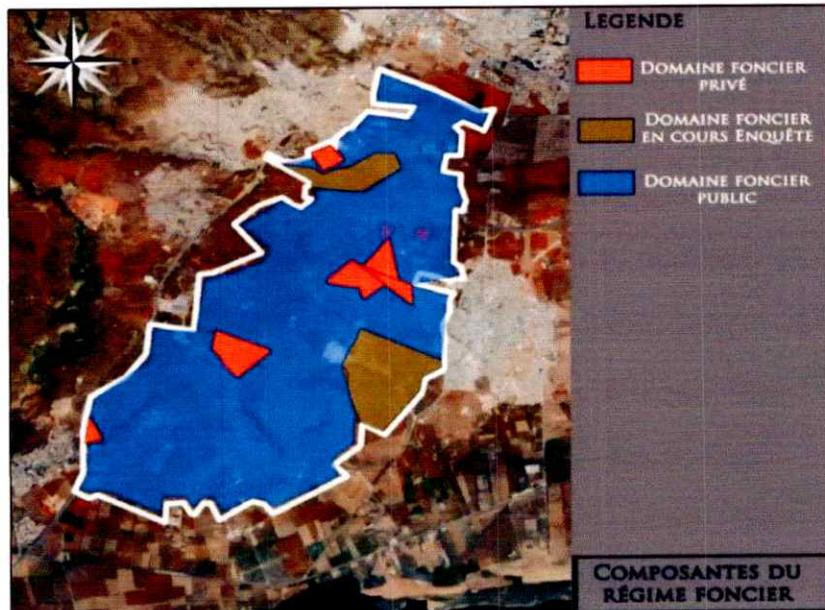 LEGENDE
DOMAINE FONCIER
PRIVÉ
DOMAINE FONCIER
EN COURS ENQUÊTE
DOMAINE FONCIER
PUBLIC
COMPOSANTES DU
RÉGIME FONCIER